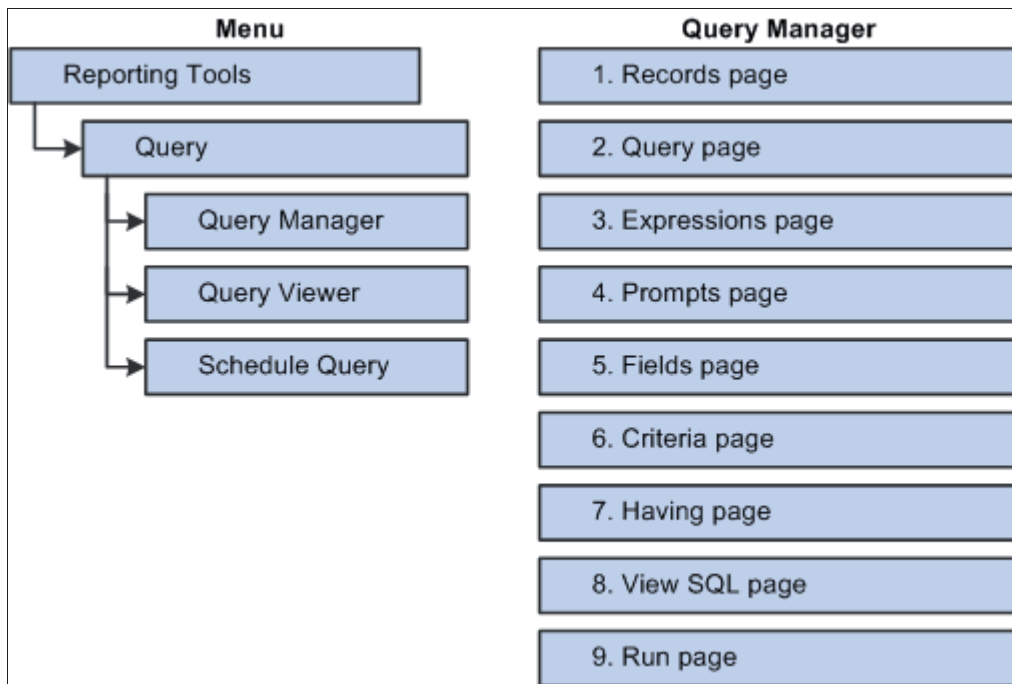 Menu
Reporting Tools
Query
Query Manager
Query Viewer
Schedule Query
Query Manager
1. Records page
2. Query page
3. Expressions page
4. Prompts page
5. Fields page
6. Criteria page
7. Having page
8. View SQL page
9. Run page